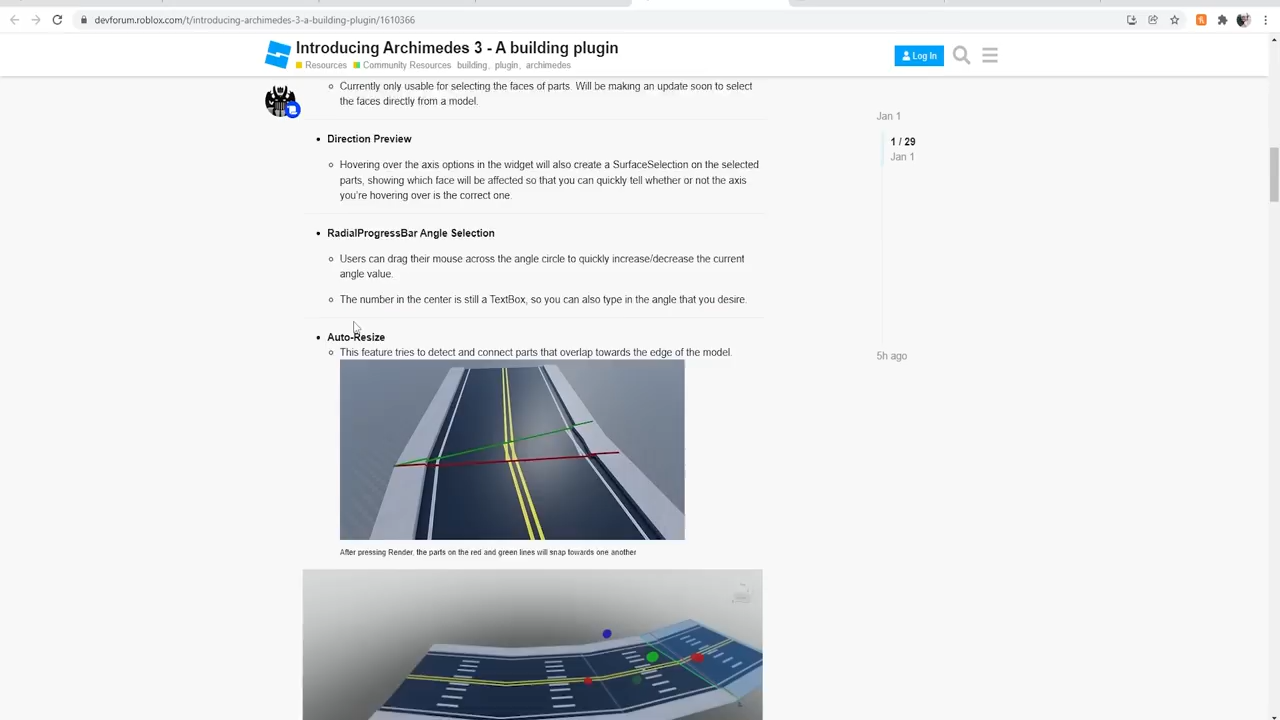 devforum.roblox.com/t/introducing-archimedes-3-a-building-plugin/1610366
Introducing Archimedes 3 - A building plugin
Resources Community Resources building, plugin, archimedes
Log In
Currently only usable for selecting the faces of parts. Will be making an update soon to select
the faces directly from a model.
Jan 1
1 / 29
Jan 1
5h ago
Direction Preview
Hovering over the axis options in the widget will also create a SurfaceSelection on the selected
parts, showing which face will be affected so that you can quickly tell whether or not the axis
you're hovering over is the correct one.
RadialProgressBar Angle Selection
Users can drag their mouse across the angle circle to quickly increase/decrease the current
angle value.
The number in the center is still a TextBox, so you can also type in the angle that you desire.
Auto-Resize
This feature tries to detect and connect parts that overlap towards the edge of the model.
After pressing Render, the parts on the red and green lines will snap towards one another